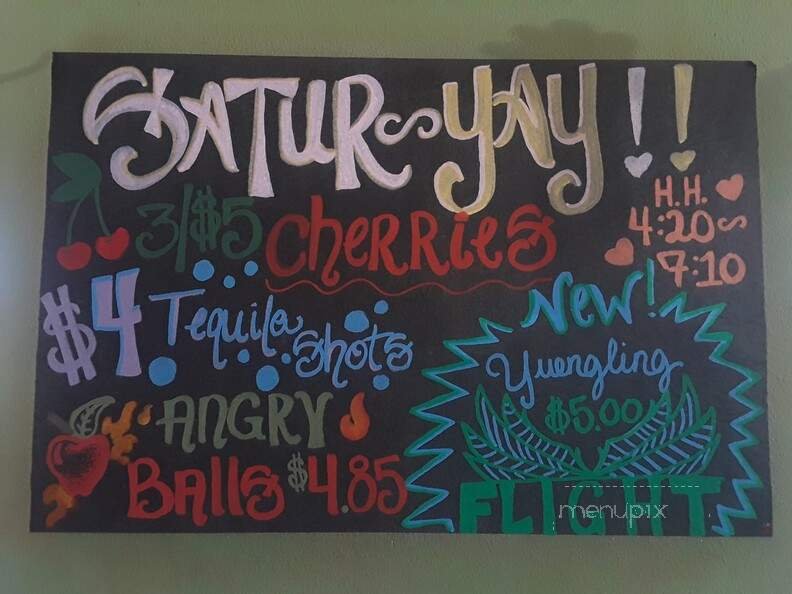 SATUR~YAY!!
3/$5 CHERRIES
H.H.
4:20~
7:10
$4 Tequila Shots
New!
Yuengling
$5.00
FLIGHT
ANGRY
BALLS $4.85
menupix